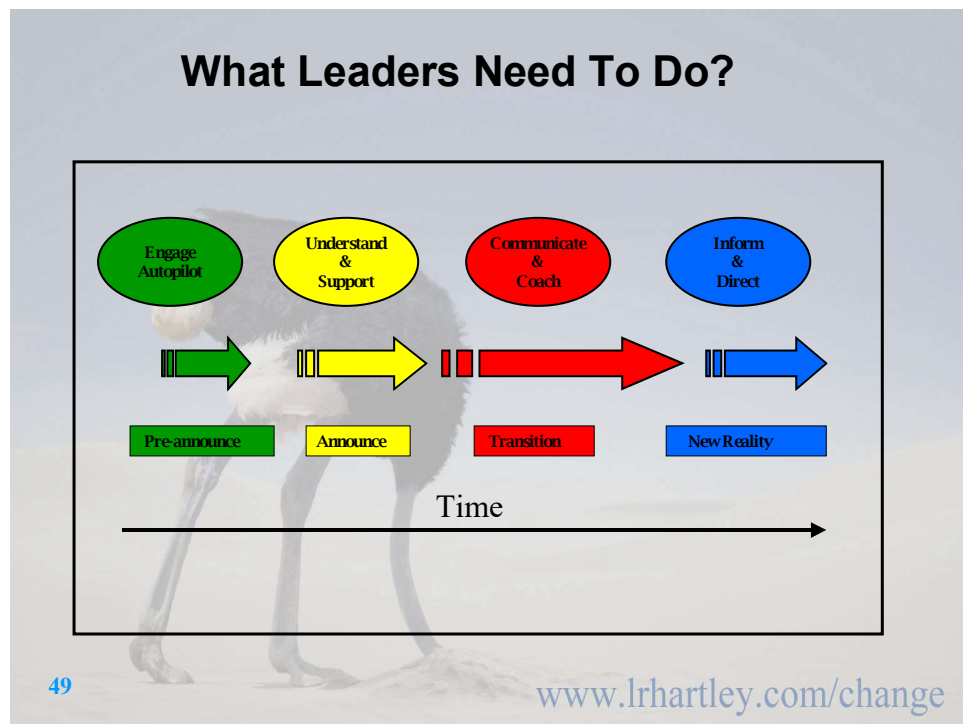 What Leaders Need To Do?
Engage
Autopilot
Understand
&
Support
Communicate
&
Coach
Inform
&
Direct
Pre-announce
Announce
Transition
New Reality
Time
49
www.lrhartley.com/change